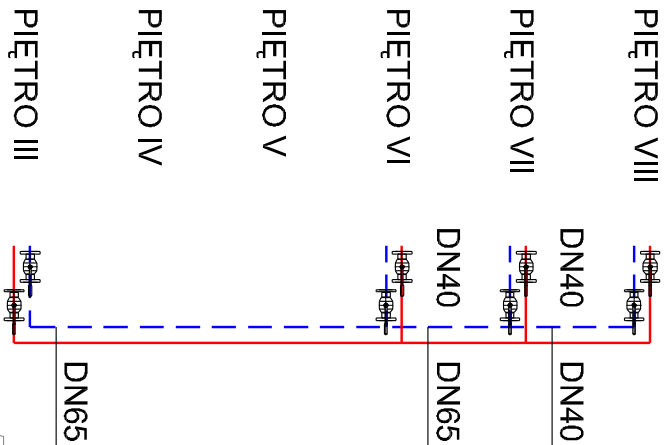 PIĘTRO VIII
PIĘTRO VII
PIĘTRO VI
PIĘTRO V
PIĘTRO IV
PIĘTRO III
DN40
DN40
DN40
DN65
DN65